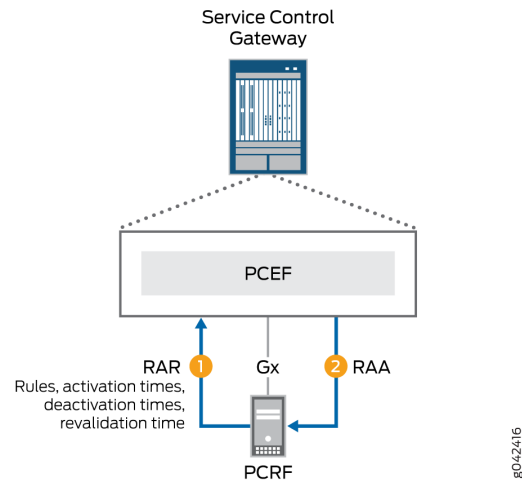 Service Control
Gateway
PCEF
RAR 1 Gx 2 RAA
Rules, activation times,
deactivation times,
revalidation time
PCRF
g042416